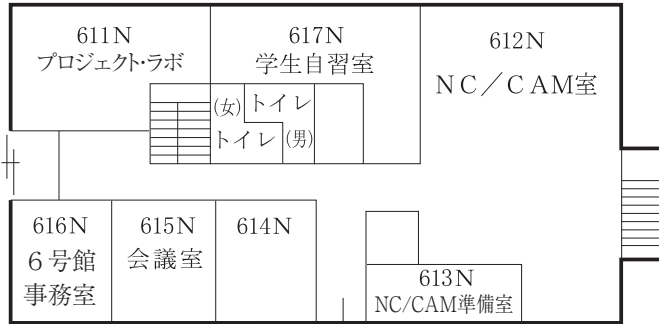 611N
プロジェクト・ラボ
617N
学生自習室
612N
NC／CAM室
(女)
トイレ
トイレ
(男)
616N
6号館
事務室
615N
会議室
614N
613N
NC/CAM準備室